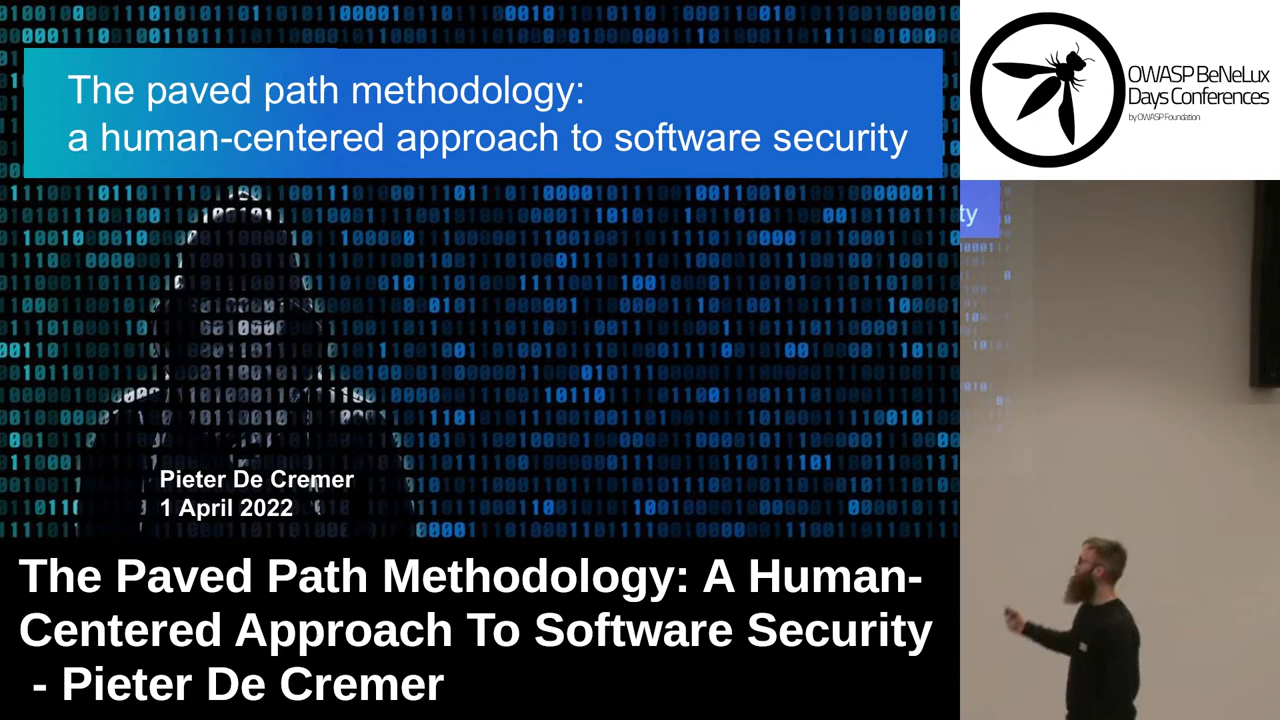 The paved path methodology:
a human-centered approach to software security
Pieter De Cremer
1 April 2022
OWASP BeNeLux
Days Conferences
by OWASP Foundation
ty
The Paved Path Methodology: A Human-
Centered Approach To Software Security
- Pieter De Cremer